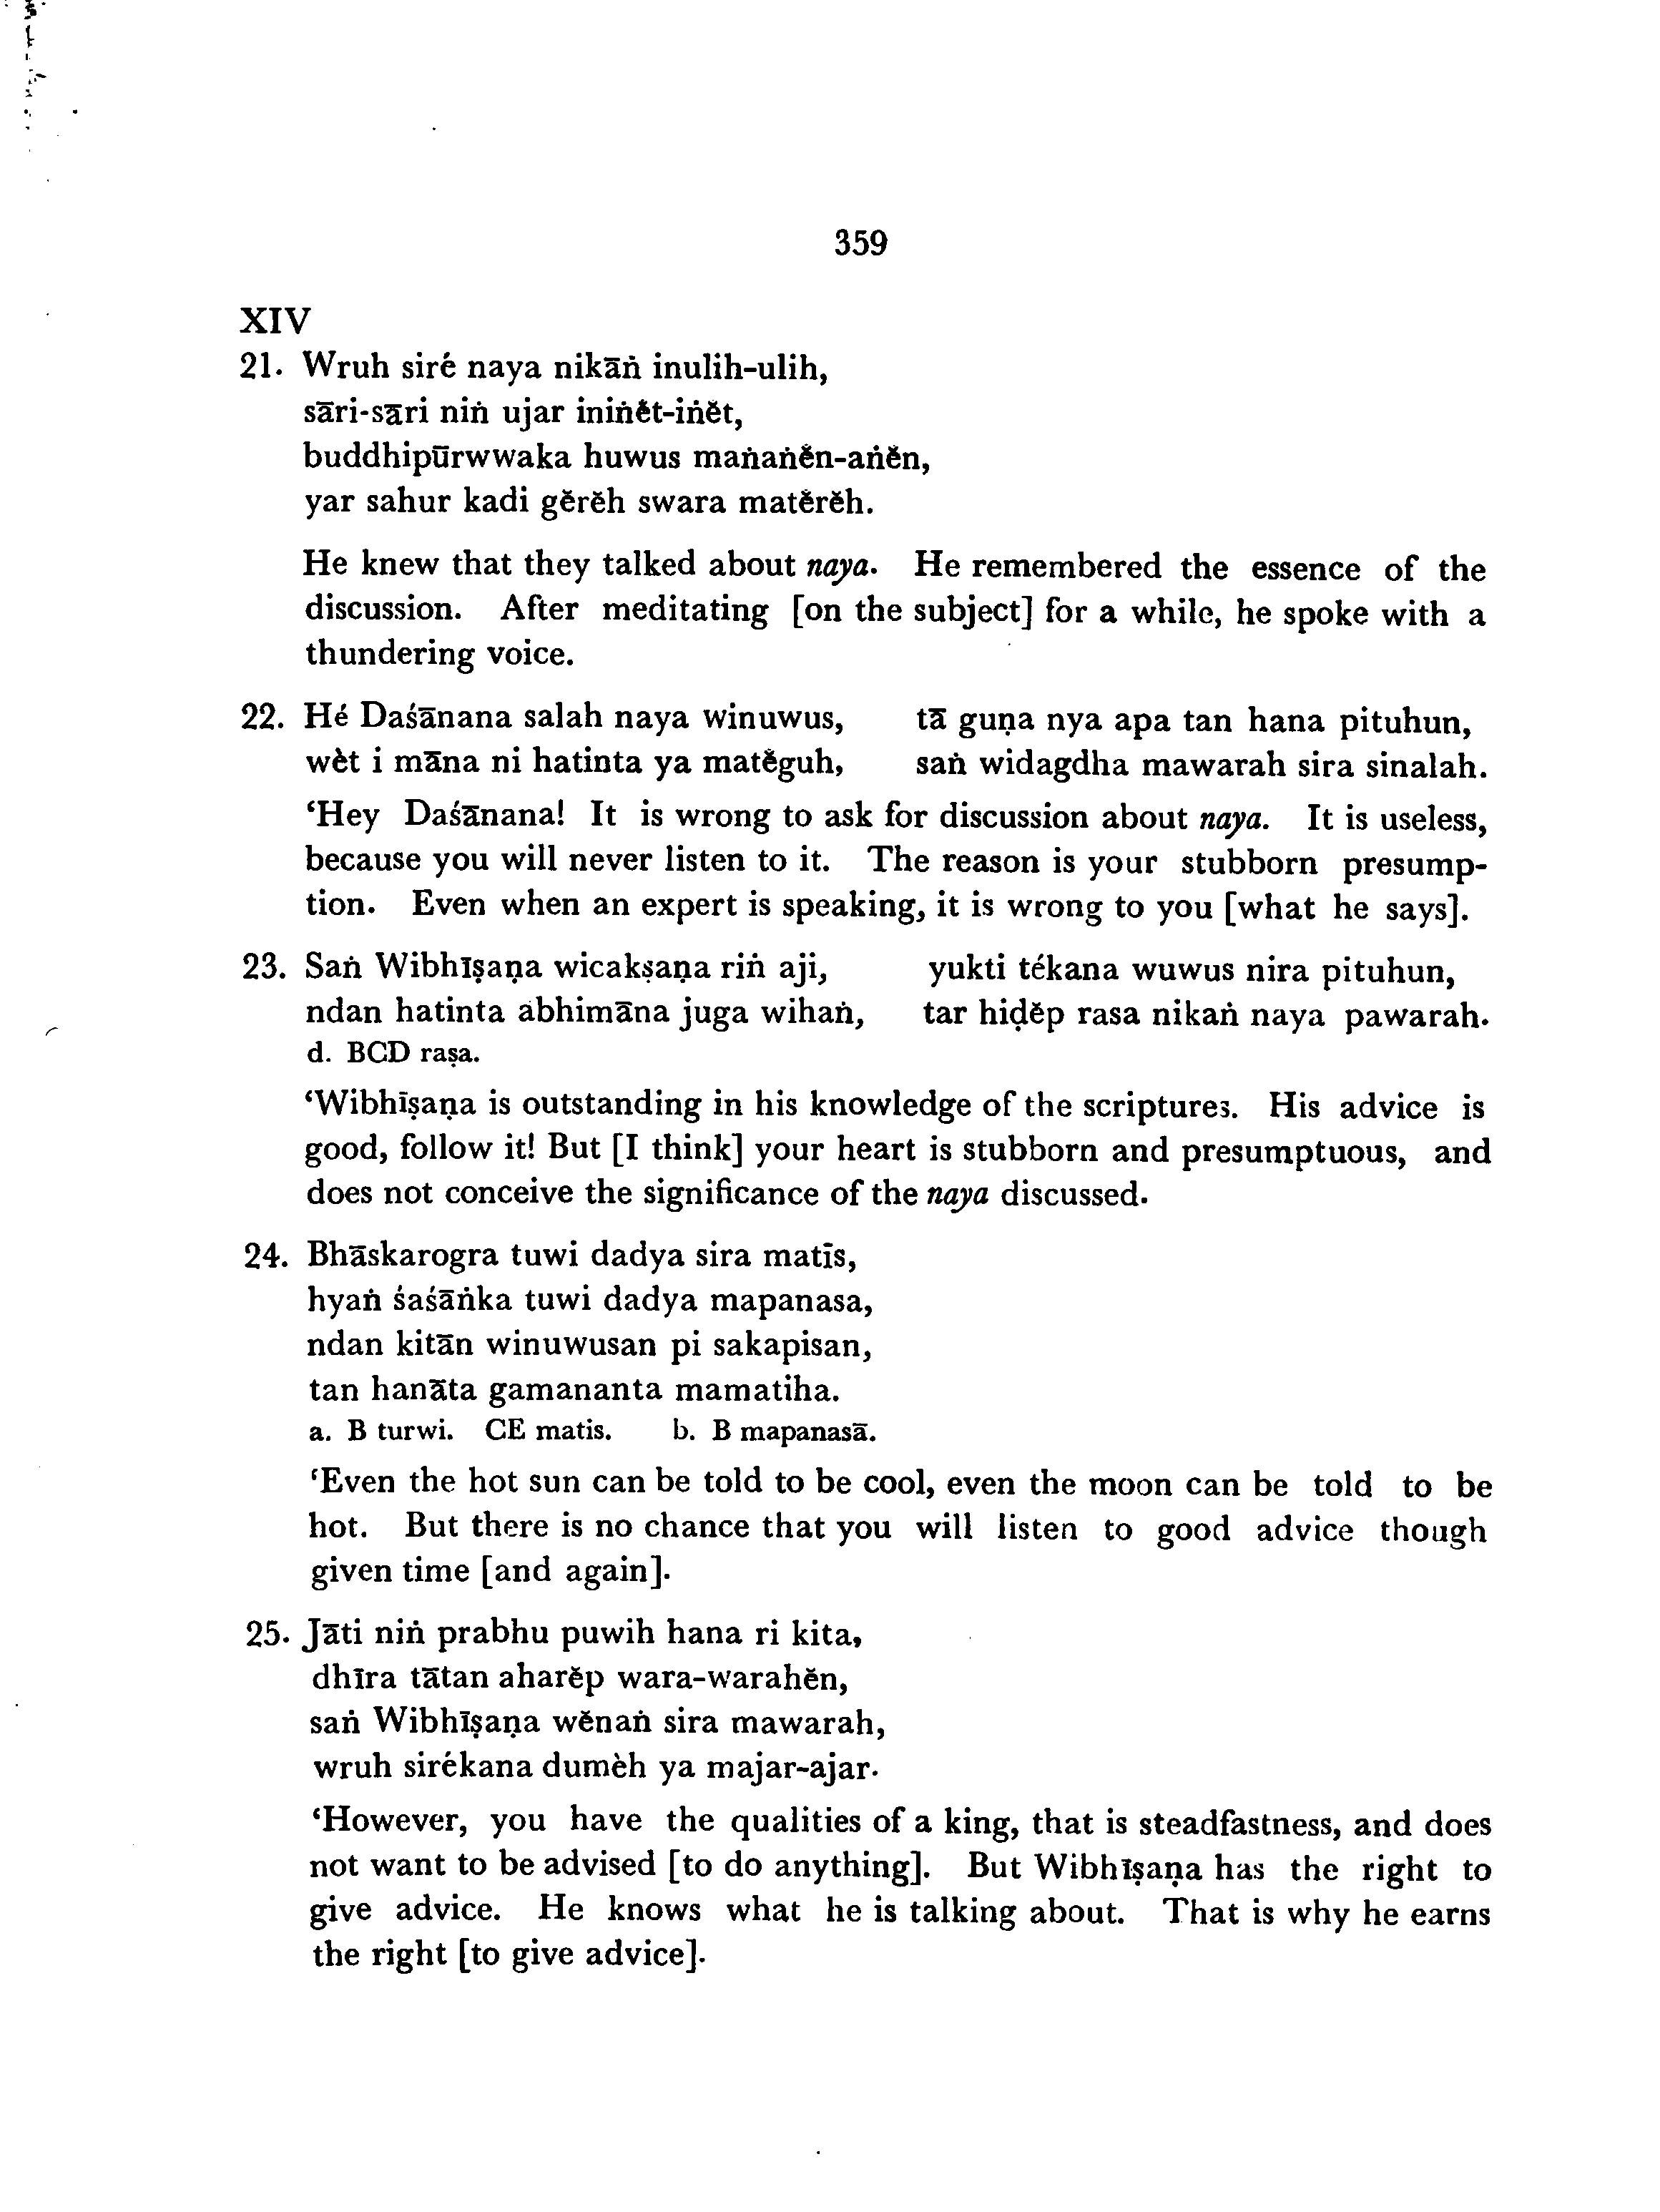 359
XIV
21. Wruh siré naya nikāṅ inulih-ulih,
sāri-sāri niṅ ujar ininĕt-iṅĕt,
buddhipūrwwaka huwus maṅaṅĕn-aṅĕn,
yar sahur kadi gĕrĕh swara matĕrĕh.
He knew that they talked about naya. He remembered the essence of the
discussion. After meditating [on the subject] for a while, he spoke with a
thundering voice.
22. Hé Daśānana salah naya winuwus, tā guṇa nya apa tan hana pituhun,
wèt i māna ni hatinta ya matĕguh, saṅ widagdha mawarah sira sinalah.
‘Hey Daśānana! It is wrong to ask for discussion about naya. It is useless,
because you will never listen to it. The reason is your stubborn presump-
tion. Even when an expert is speaking, it is wrong to you [what he says].
23. Saṅ Wibhīṣaṇa wicakṣaṇa riṅ aji, yukti tékana wuwus nira pituhun,
ndan hatinta abhimāna juga wihaṅ, tar hiḍĕp rasa nikaṅ naya pawarah.
d. BCD raṣa.
‘Wibhīṣaṇa is outstanding in his knowledge of the scriptures. His advice is
good, follow it! But [I think] your heart is stubborn and presumptuous, and
does not conceive the significance of the naya discussed.
24. Bhāskarogra tuwi dadya sira matīs,
hyaṅ śaśāṅka tuwi dadya mapanasa,
ndan kitān winuwusan pi sakapisan,
tan hanāta gamananta mamatiha.
a. B turwi. CE matis. b. B mapanasā.
‘Even the hot sun can be told to be cool, even the moon can be told to be
hot. But there is no chance that you will listen to good advice though
given time [and again].
25. Jāti niṅ prabhu puwih hana ri kita,
dhīra tātan aharĕp wara-warahĕn,
saṅ Wibhīṣaṇa wĕnaṅ sira mawarah,
wruh sirékana dumèh ya majar-ajar.
‘However, you have the qualities of a king, that is steadfastness, and does
not want to be advised [to do anything]. But Wibhīṣaṇa has the right to
give advice. He knows what he is talking about. That is why he earns
the right [to give advice].